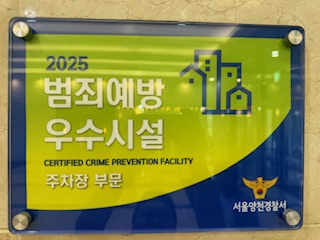 2025
범죄예방
우수시설
CERTIFIED CRIME PREVENTION FACILITY
주차장 부문
서울양천경찰서